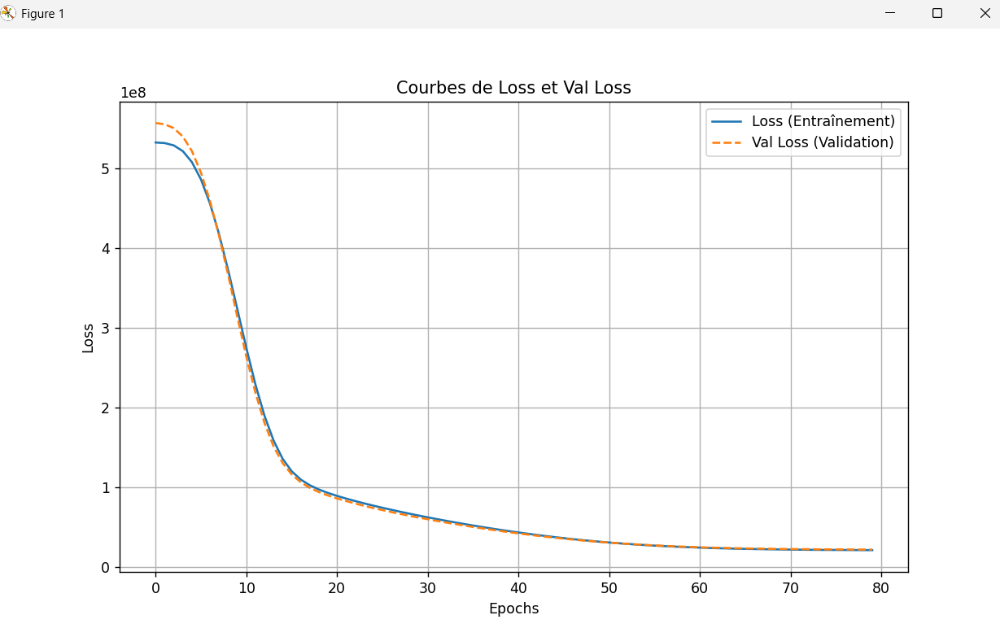 Figure 1
Courbes de Loss et Val Loss
1e8
Loss (Entraînement)
Val Loss (Validation)
5
4
3
2
1
0
Loss
0 10 20 30 40 50 60 70 80
Epochs